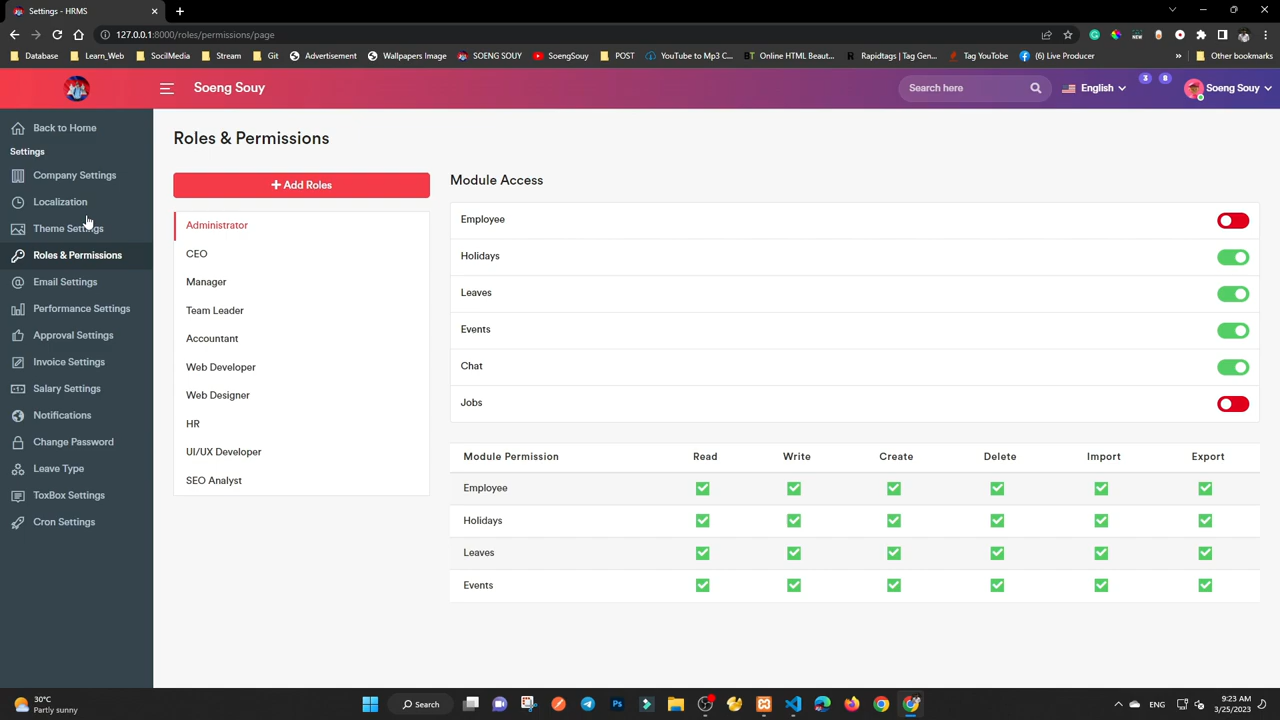 Settings - HRMS
127.0.0.1:8000/roles/permissions/page
Database
Learn_Web
SocilMedia
Stream
Git
Advertisement
Wallpapers Image
SOENG SOUY
SoengSouy
POST
YouTube to Mp3 C...
Online HTML Beaut...
Rapidtags | Tag Gen...
Tag YouTube
(6) Live Producer
»
Other bookmarks
Soeng Souy
Search here
English
3
8
Soeng Souy
Back to Home
Settings
Company Settings
Localization
Theme Settings
Roles & Permissions
Email Settings
Performance Settings
Approval Settings
Invoice Settings
Salary Settings
Notifications
Change Password
Leave Type
ToxBox Settings
Cron Settings
Roles & Permissions
+ Add Roles
Administrator
CEO
Manager
Team Leader
Accountant
Web Developer
Web Designer
HR
UI/UX Developer
SEO Analyst
Module Access
Employee
Holidays
Leaves
Events
Chat
Jobs
Module Permission Read Write Create Delete Import Export
Employee
Holidays
Leaves
Events
30°C
Partly sunny
Search
ENG
9:23 AM
3/25/2023